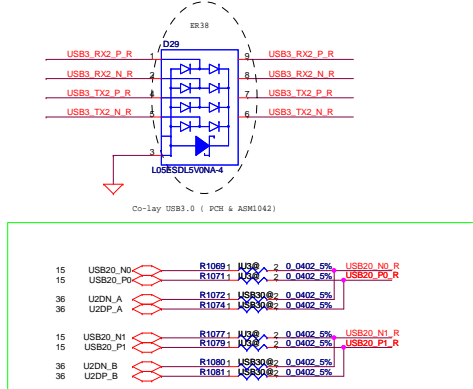 ER38
D29
USB3_RX2_P_R 1 9 USB3_RX2_P_R
USB3_RX2_N_R 2 8 USB3_RX2_N_R
USB3_TX2_P_R 4 7 USB3_TX2_P_R
USB3_TX2_N_R 5 6 USB3_TX2_N_R
3
L05ESDL5V0NA-4
Co-lay USB3.0 ( PCH & ASM1042)
15 USB20_N0 R1069 1 IU3@ 2 0_0402_5% USB20_N0_R
15 USB20_P0 R1071 1 IU3@ 2 0_0402_5% USB20_P0_R
36 U2DN_A R1072 1 USB30@ 2 0_0402_5%
36 U2DP_A R1074 1 USB30@ 2 0_0402_5%
15 USB20_N1 R1077 1 IU3@ 2 0_0402_5% USB20_N1_R
15 USB20_P1 R1079 1 IU3@ 2 0_0402_5% USB20_P1_R
36 U2DN_B R1080 1 USB30@ 2 0_0402_5%
36 U2DP_B R1081 1 USB30@ 2 0_0402_5%